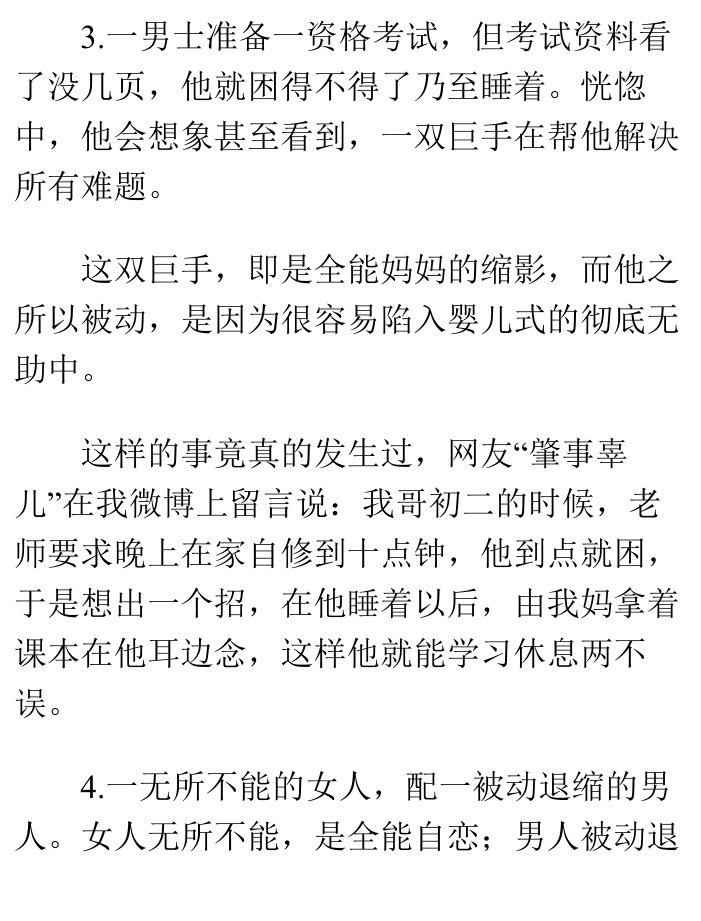 3.一男士准备一资格考试，但考试资料看
了没几页，他就困得不得了乃至睡着。恍惚
中，他会想象甚至看到，一双巨手在帮他解决
所有难题。
这双巨手，即是全能妈妈的缩影，而他之
所以被动，是因为很容易陷入婴儿式的彻底无
助中。
这样的事竟真的发生过，网友“肇事辜
儿”在我微博上留言说：我哥初二的时候，老
师要求晚上在家自修到十点钟，他到点就困，
于是想出一个招，在他睡着以后，由我妈拿着
课本在他耳边念，这样他就能学习休息两不
误。
4.一无所不能的女人，配一被动退缩的男
人。女人无所不能，是全能自恋；男人被动退